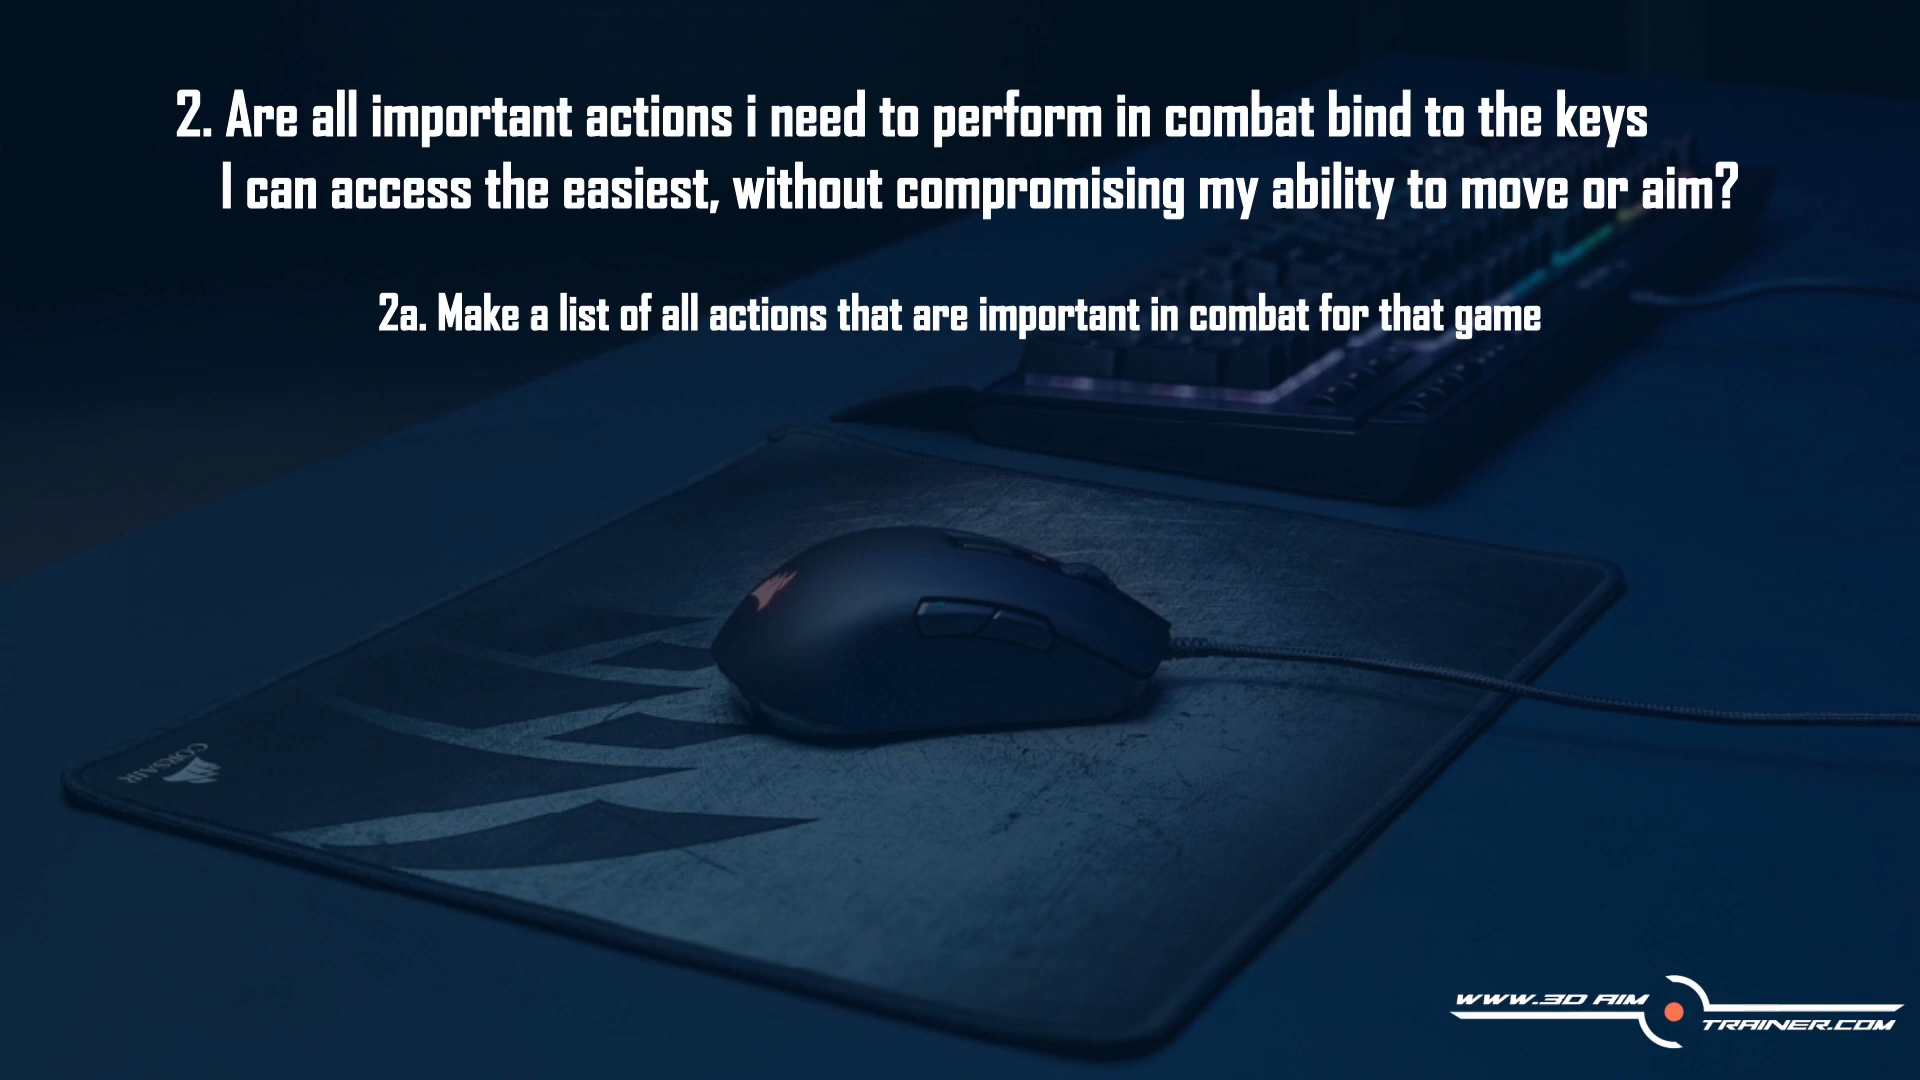 2. Are all important actions i need to perform in combat bind to the keys
I can access the easiest, without compromising my ability to move or aim?
2a. Make a list of all actions that are important in combat for that game
CORSAIR
WWW.3D AIM
TRAINER.COM